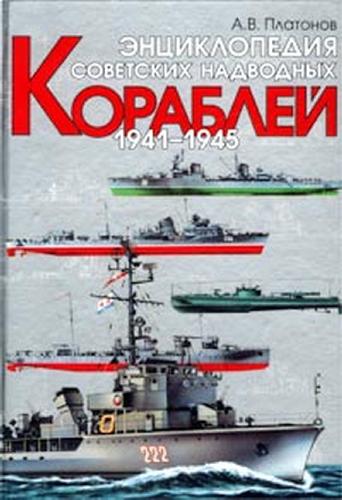 А.В. Платонов
ЭНЦИКЛОПЕДИЯ
СОВЕТСКИХ НАДВОДНЫХ
КОРАБЛЕЙ
1941–1945
222